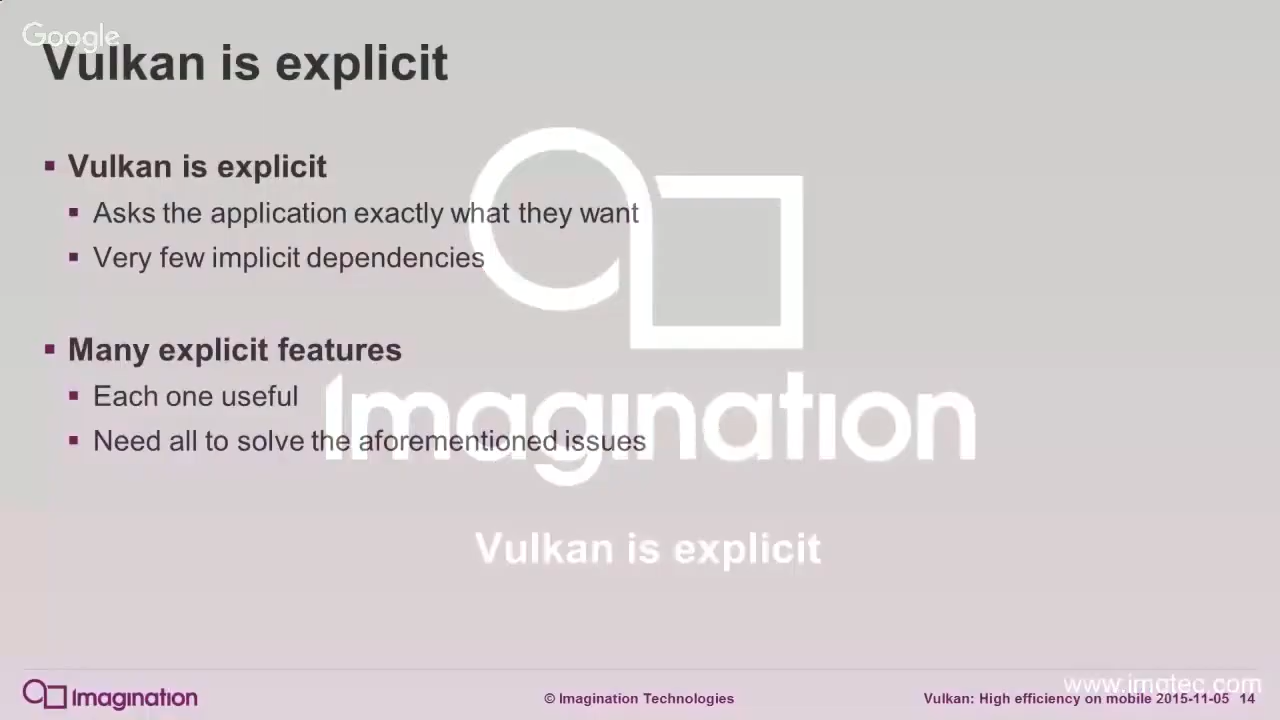 Google
Vulkan is explicit
Vulkan is explicit
Asks the application exactly what they want
Very few implicit dependencies
Many explicit features
Each one useful
Need all to solve the aforementioned issues
Imagination
Vulkan is explicit
www.imgtec.com
Imagination
© Imagination Technologies
Vulkan: High efficiency on mobile 2015-11-05 14